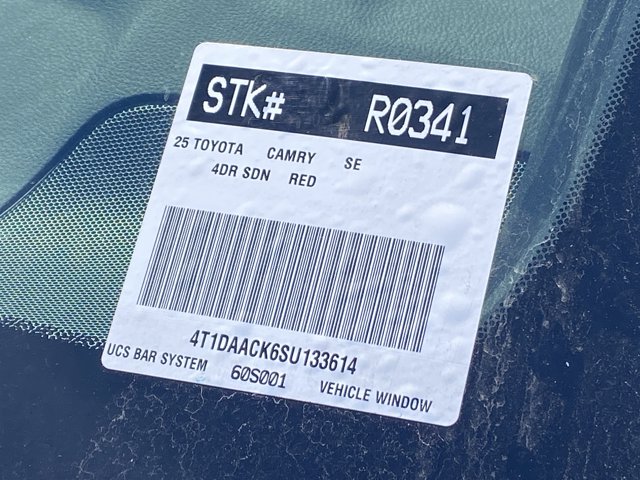 STK# R0341
25 TOYOTA CAMRY SE
4DR SDN RED
4T1DAACK6SU133614
UCS BAR SYSTEM 60S001 VEHICLE WINDOW